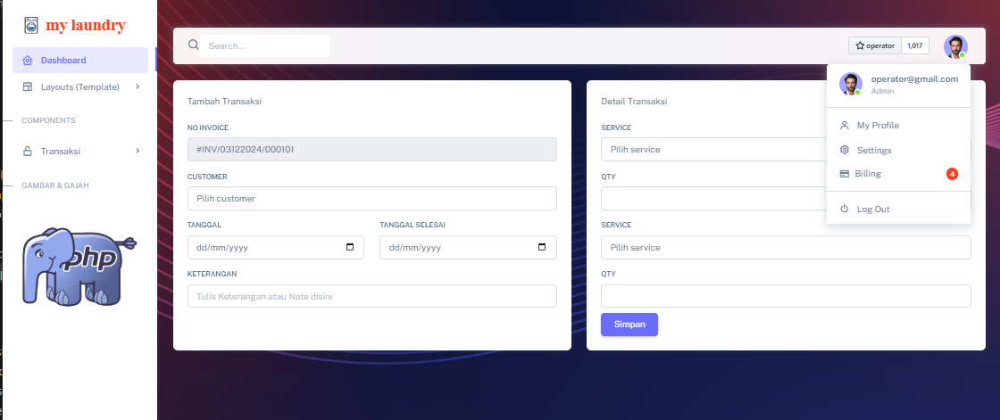 my laundry
Dashboard
Layouts (Template)
COMPONENTS
Transaksi
GAMBAR & GAJAH
php
Search...
operator 1,017
operator@gmail.com
Admin
My Profile
Settings
Billing 4
Log Out
Tambah Transaksi
NO INVOICE
#INV/03122024/000101
CUSTOMER
Pilih customer
TANGGAL TANGGAL SELESAI
dd/mm/yyyy dd/mm/yyyy
KETERANGAN
Tulis Keterangan atau Note disini
Detail Transaksi
SERVICE
Pilih service
QTY
SERVICE
Pilih service
QTY
Simpan